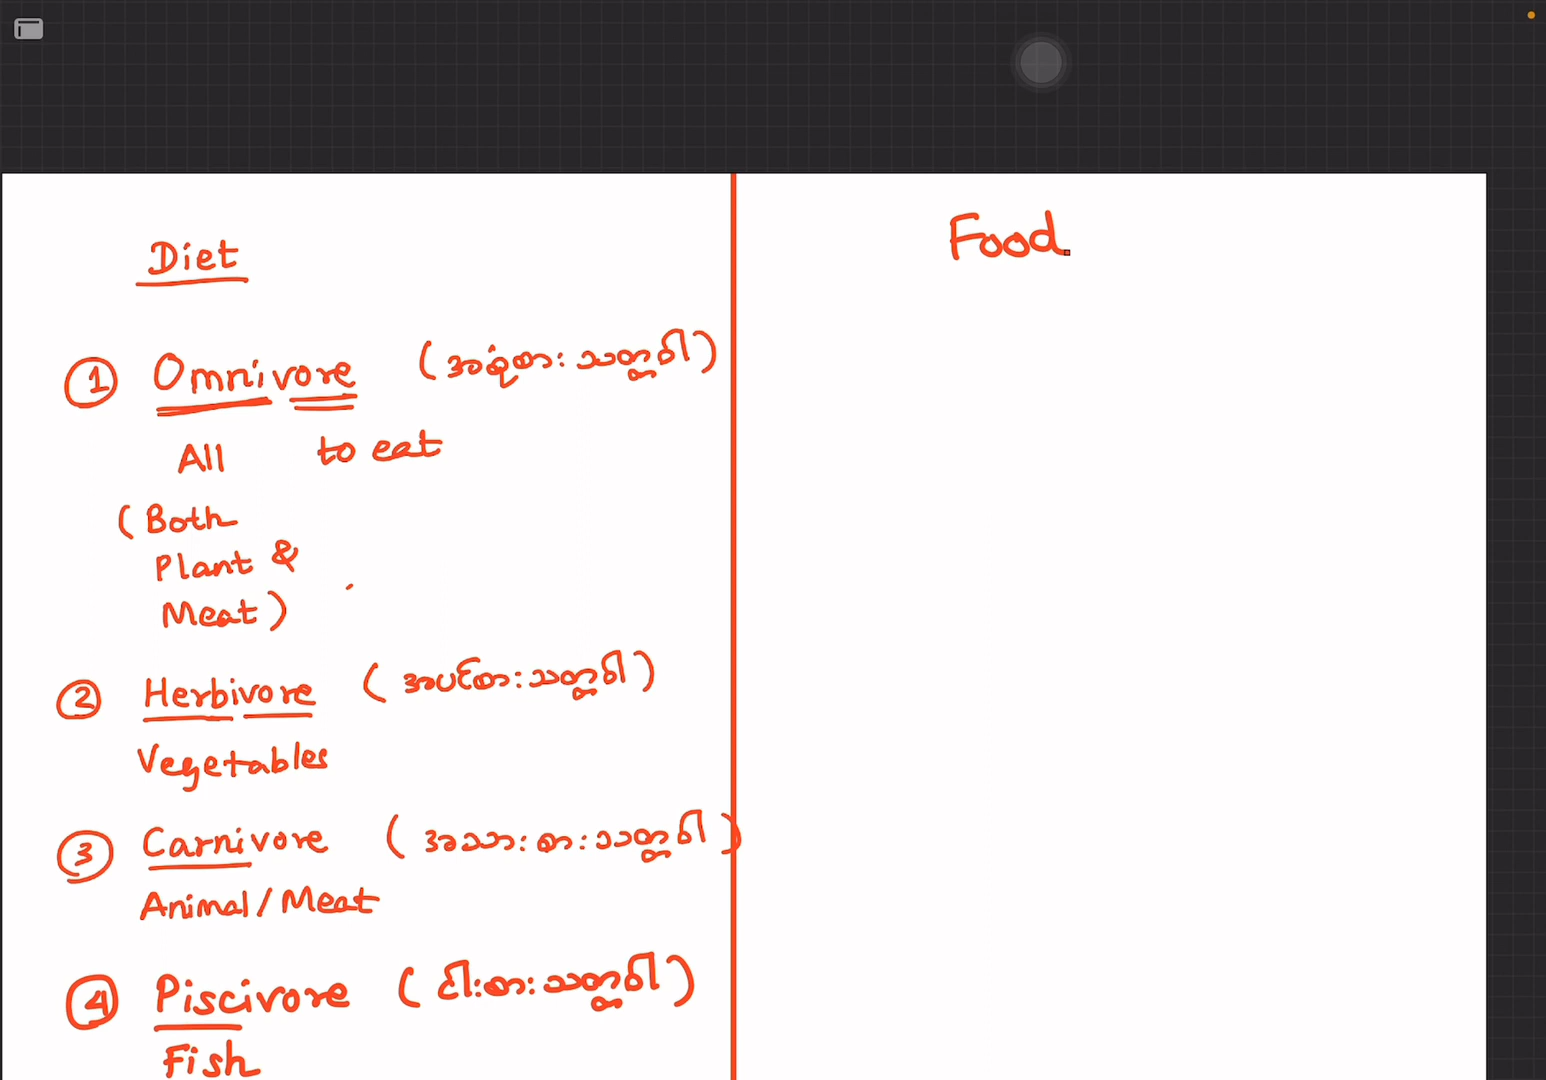 Diet
① Omnivore (အစုံစား သတ္တဝါ)
All to eat
(Both
Plant &
Meat)
② Herbivore (အပင်စား သတ္တဝါ)
Vegetables
③ Carnivore (အသားစား သတ္တဝါ)
Animal/Meat
④ Piscivore (ငါးစား သတ္တဝါ)
Fish
Food